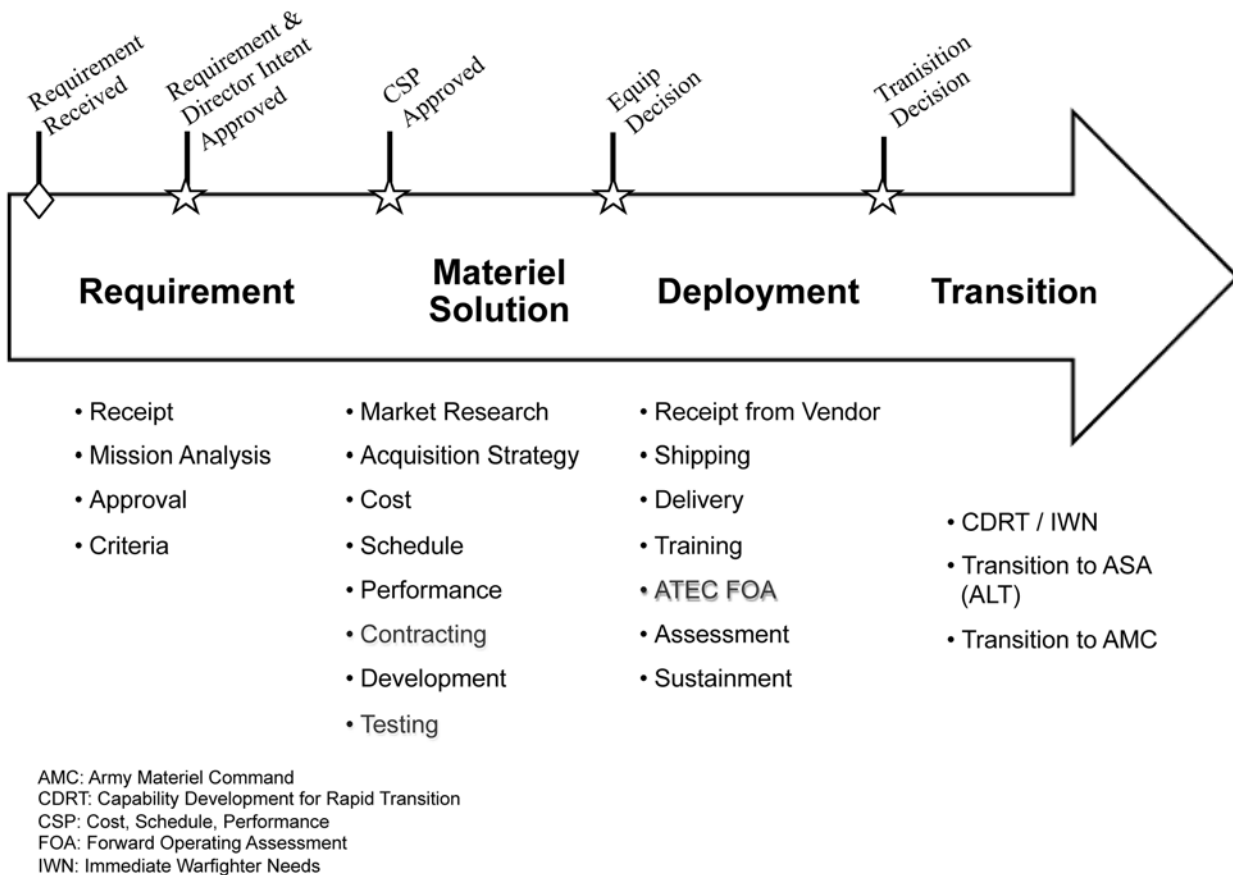 Requirement
Received
Requirement &
Director Intent
Approved
CSP
Approved
Equip
Decision
Tranisition
Decision
Requirement
Materiel
Solution
Deployment
Transition
• Receipt
• Mission Analysis
• Approval
• Criteria
• Market Research
• Acquisition Strategy
• Cost
• Schedule
• Performance
• Contracting
• Development
• Testing
• Receipt from Vendor
• Shipping
• Delivery
• Training
• ATEC FOA
• Assessment
• Sustainment
• CDRT / IWN
• Transition to ASA
(ALT)
• Transition to AMC
AMC: Army Materiel Command
CDRT: Capability Development for Rapid Transition
CSP: Cost, Schedule, Performance
FOA: Forward Operating Assessment
IWN: Immediate Warfighter Needs